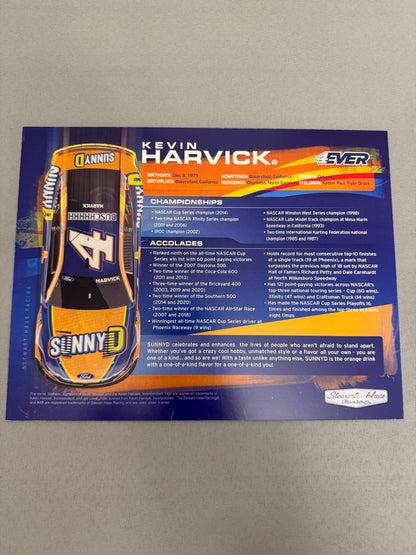 KEVIN
HARVICK®
4EVER
BIRTHDATE: Dec. 8, 1975 HOMETOWN: Bakersfield, California
BIRTHPLACE: Bakersfield, California RESIDENCE: Charlotte, North Carolina CHILDREN: Keelan Paul, Piper Grace
CHAMPIONSHIPS
• NASCAR Cup Series champion (2014)
• Two-time NASCAR Xfinity Series champion
(2001 and 2006)
• IROC champion (2002)
• NASCAR Winston West Series champion (1998)
• NASCAR Late Model track champion at Mesa Marin
Speedway in California (1993)
• Two-time International Karting Federation national
champion (1985 and 1987)
ACCOLADES
• Ranked ninth on the all-time NASCAR Cup
Series win list with 60 point-paying victories
• Winner of the 2007 Daytona 500
• Two-time winner of the Coca-Cola 600
(2011 and 2013)
• Three-time winner of the Brickyard 400
(2003, 2019 and 2020)
• Two-time winner of the Southern 500
(2014 and 2020)
• Two-time winner of the NASCAR All-Star Race
(2007 and 2018)
• Winningest all-time NASCAR Cup Series driver at
Phoenix Raceway (9 wins)
• Holds record for most consecutive top-10 finishes
at a single track (19 at Phoenix), a mark that
surpasses the previous high of 18 set by NASCAR
Hall of Famers Richard Petty and Dale Earnhardt
at North Wilkesboro Speedway
• Has 121 point-paying victories across NASCAR's
top-three national touring series – Cup (60 wins),
Xfinity (47 wins) and Craftsman Truck (14 wins)
• Has made the NASCAR Cup Series Playoffs 16
times and finished among the top-three in points
eight times
SUNNYD celebrates and enhances the lives of people who aren't afraid to stand apart.
Whether you've got a crazy cool hobby, unmatched style or a flavor all your own - you are
one of a kind... and so are we! With a taste unlike anything else, SUNNYD is the orange drink
with a one-of-a-kind flavor for a one-of-a-kind you!
Stewart-Haas
RACING
SUNNYD
SUNNYD
HARVICK
BUSCHHHHH
4
HARVICK
SUNNYD
Ford
STEWART-HAAS RACING